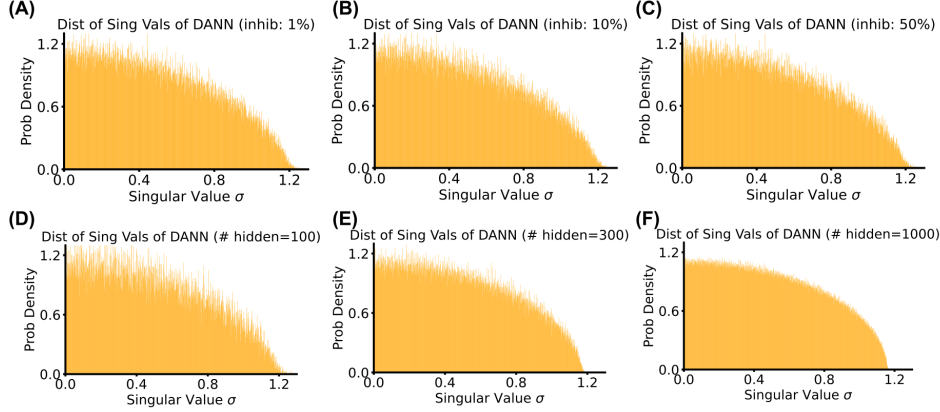 (A)
Dist of Sing Vals of DANN (inhib: 1%)
Prob Density
1.2
0.6
0.0
0.0 0.4 0.8 1.2
Singular Value σ
(B)
Dist of Sing Vals of DANN (inhib: 10%)
Prob Density
1.2
0.6
0.0
0.0 0.4 0.8 1.2
Singular Value σ
(C)
Dist of Sing Vals of DANN (inhib: 50%)
Prob Density
1.2
0.6
0.0
0.0 0.4 0.8 1.2
Singular Value σ
(D)
Dist of Sing Vals of DANN (# hidden=100)
Prob Density
1.2
0.6
0.0
0.0 0.4 0.8 1.2
Singular Value σ
(E)
Dist of Sing Vals of DANN (# hidden=300)
Prob Density
1.2
0.6
0.0
0.0 0.4 0.8 1.2
Singular Value σ
(F)
Dist of Sing Vals of DANN (# hidden=1000)
Prob Density
1.2
0.6
0.0
0.0 0.4 0.8 1.2
Singular Value σ